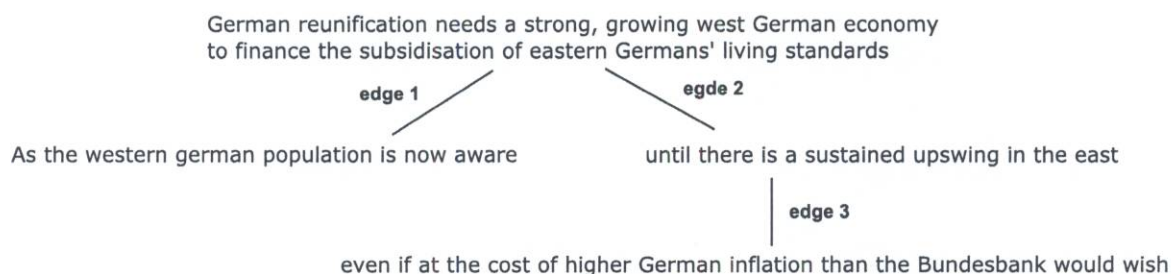 German reunification needs a strong, growing west German economy
to finance the subsidisation of eastern Germans' living standards
edge 1
egde 2
As the western german population is now aware
until there is a sustained upswing in the east
edge 3
even if at the cost of higher German inflation than the Bundesbank would wish